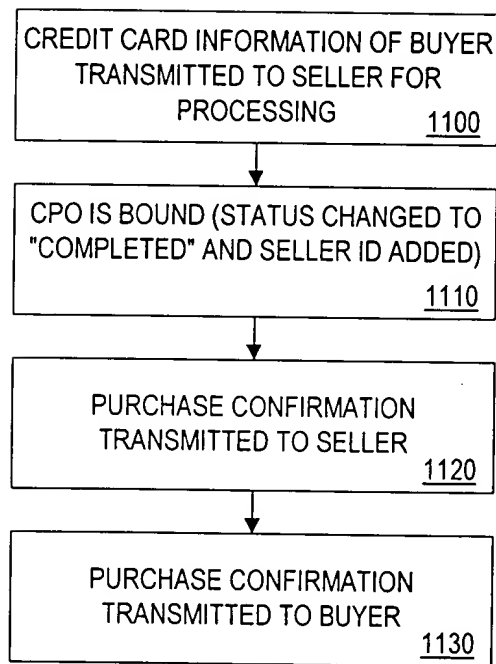 CREDIT CARD INFORMATION OF BUYER
TRANSMITTED TO SELLER FOR
PROCESSING
1100
CPO IS BOUND (STATUS CHANGED TO
"COMPLETED" AND SELLER ID ADDED)
1110
PURCHASE CONFIRMATION
TRANSMITTED TO SELLER
1120
PURCHASE CONFIRMATION
TRANSMITTED TO BUYER
1130